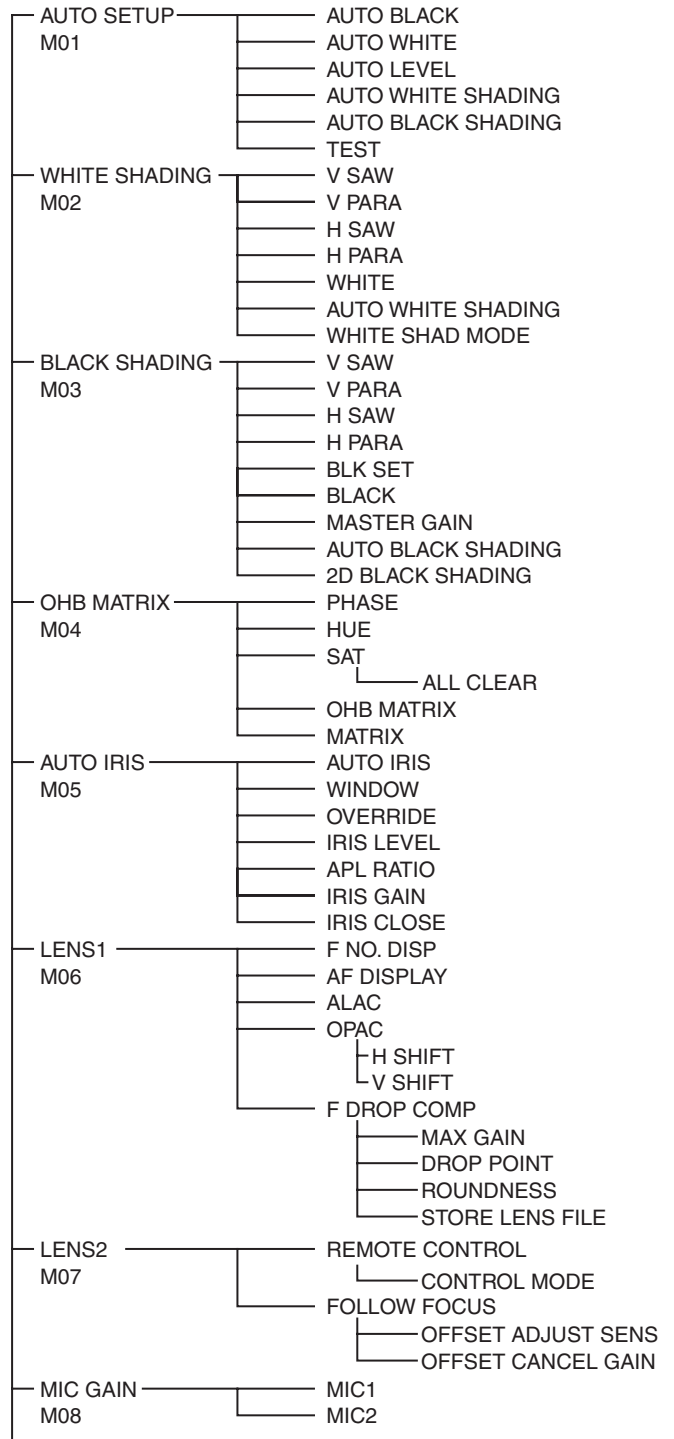 AUTO SETUP AUTO BLACK
M01 AUTO WHITE
AUTO LEVEL
AUTO WHITE SHADING
AUTO BLACK SHADING
TEST
WHITE SHADING V SAW
M02 V PARA
H SAW
H PARA
WHITE
AUTO WHITE SHADING
WHITE SHAD MODE
BLACK SHADING V SAW
M03 V PARA
H SAW
H PARA
BLK SET
BLACK
MASTER GAIN
AUTO BLACK SHADING
2D BLACK SHADING
OHB MATRIX PHASE
M04 HUE
SAT
ALL CLEAR
OHB MATRIX
MATRIX
AUTO IRIS AUTO IRIS
M05 WINDOW
OVERRIDE
IRIS LEVEL
APL RATIO
IRIS GAIN
IRIS CLOSE
LENS1 F NO. DISP
M06 AF DISPLAY
ALAC
OPAC
H SHIFT
V SHIFT
F DROP COMP
MAX GAIN
DROP POINT
ROUNDNESS
STORE LENS FILE
LENS2 REMOTE CONTROL
M07 CONTROL MODE
FOLLOW FOCUS
OFFSET ADJUST SENS
OFFSET CANCEL GAIN
MIC GAIN MIC1
M08 MIC2